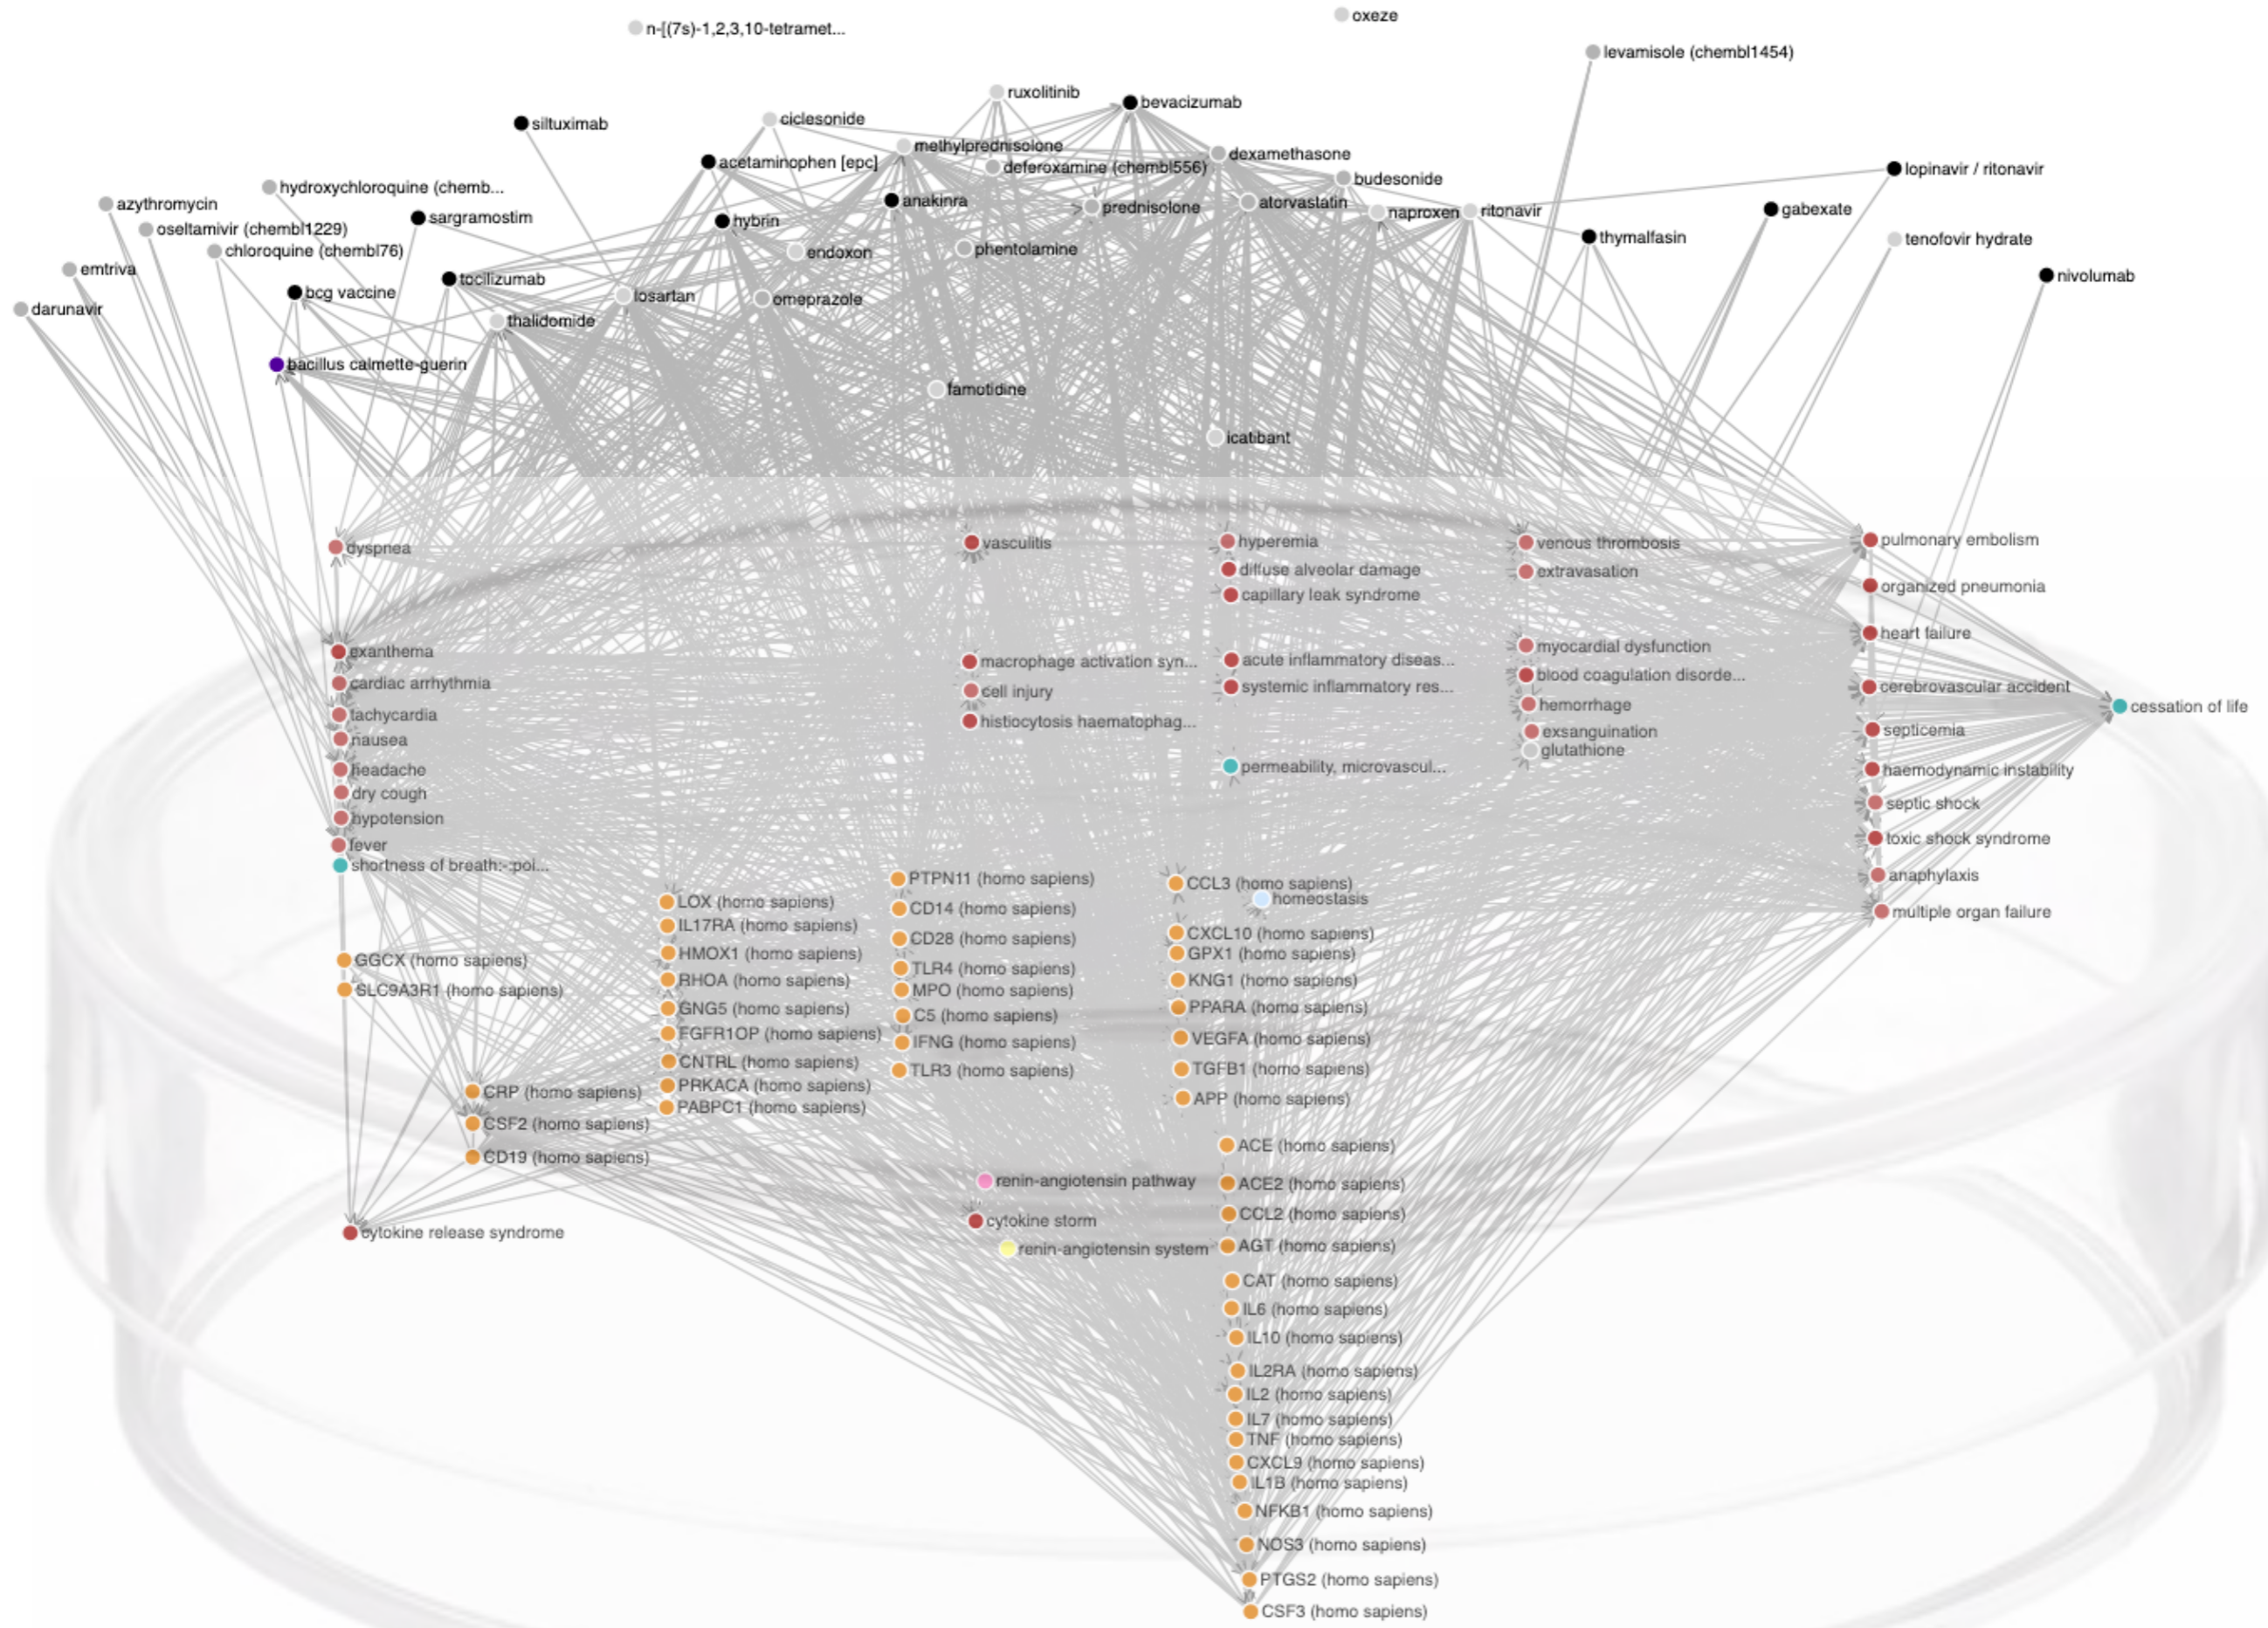 oxeze
n-[(7s)-1,2,3,10-tetramet...
levamisole (chembl1454)
ruxolitinib
bevacizumab
ciclesonide
siltuximab
methylprednisolone
dexamethasone
acetaminophen [epc]
deferoxamine (chembl556)
lopinavir / ritonavir
budesonide
hydroxychloroquine (chemb...
anakinra
atorvastatin
azythromycin
prednisolone
gabexate
naproxen
ritonavir
sargramostim
hybrin
oseltamivir (chembl1229)
thymalfasin
tenofovir hydrate
phentolamine
chloroquine (chembl76)
endoxon
emtriva
nivolumab
tocilizumab
bcg vaccine
losartan
omeprazole
darunavir
thalidomide
bacillus calmette-guerin
famotidine
icatibant
dyspnea
exanthema
cardiac arrhythmia
tachycardia
nausea
headache
dry cough
hypotension
fever
shortness of breath:-:poi...
vasculitis
macrophage activation syn...
cell injury
histiocytosis haematophag...
hyperemia
diffuse alveolar damage
capillary leak syndrome
acute inflammatory diseas...
systemic inflammatory res...
permeability, microvascul...
venous thrombosis
extravasation
myocardial dysfunction
blood coagulation disorde...
hemorrhage
exsanguination
glutathione
pulmonary embolism
organized pneumonia
heart failure
cerebrovascular accident
septicemia
haemodynamic instability
septic shock
toxic shock syndrome
anaphylaxis
multiple organ failure
cessation of life
GGCX (homo sapiens)
SLC9A3R1 (homo sapiens)
CRP (homo sapiens)
CSF2 (homo sapiens)
CD19 (homo sapiens)
cytokine release syndrome
LOX (homo sapiens)
IL17RA (homo sapiens)
HMOX1 (homo sapiens)
RHOA (homo sapiens)
GNG5 (homo sapiens)
FGFR1OP (homo sapiens)
CNTRL (homo sapiens)
PRKACA (homo sapiens)
PABPC1 (homo sapiens)
PTPN11 (homo sapiens)
CD14 (homo sapiens)
CD28 (homo sapiens)
TLR4 (homo sapiens)
MPO (homo sapiens)
C5 (homo sapiens)
IFNG (homo sapiens)
TLR3 (homo sapiens)
CCL3 (homo sapiens)
homeostasis
CXCL10 (homo sapiens)
GPX1 (homo sapiens)
KNG1 (homo sapiens)
PPARA (homo sapiens)
VEGFA (homo sapiens)
TGFB1 (homo sapiens)
APP (homo sapiens)
renin-angiotensin pathway
cytokine storm
renin-angiotensin system
ACE (homo sapiens)
ACE2 (homo sapiens)
CCL2 (homo sapiens)
AGT (homo sapiens)
CAT (homo sapiens)
IL6 (homo sapiens)
IL10 (homo sapiens)
IL2RA (homo sapiens)
IL2 (homo sapiens)
IL7 (homo sapiens)
TNF (homo sapiens)
CXCL9 (homo sapiens)
IL1B (homo sapiens)
NFKB1 (homo sapiens)
NOS3 (homo sapiens)
PTGS2 (homo sapiens)
CSF3 (homo sapiens)